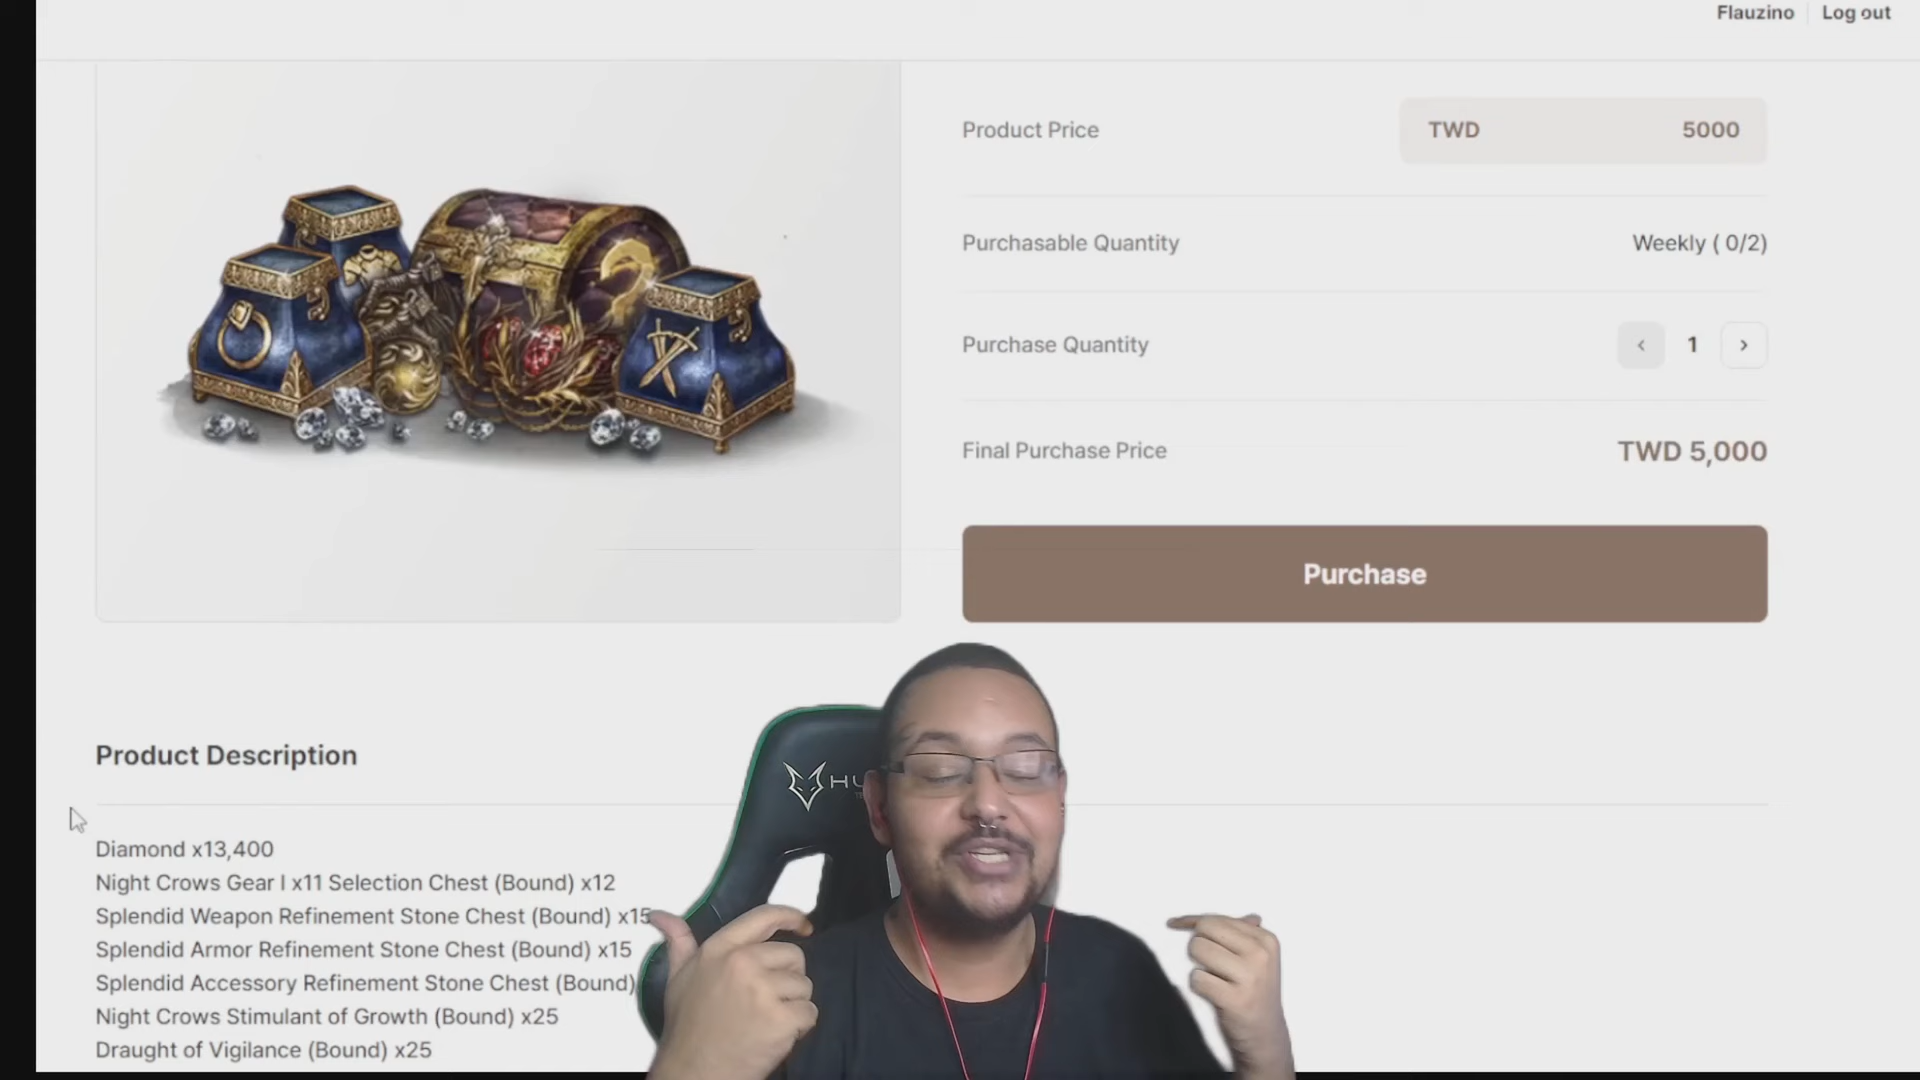 Flauzino
Log out
Product Price
TWD 5000
Purchasable Quantity
Weekly ( 0/2)
Purchase Quantity
‹ 1 ›
Final Purchase Price
TWD 5,000
Purchase
Product Description
HU
Diamond x13,400
Night Crows Gear I x11 Selection Chest (Bound) x12
Splendid Weapon Refinement Stone Chest (Bound) x15
Splendid Armor Refinement Stone Chest (Bound) x15
Splendid Accessory Refinement Stone Chest (Bound)
Night Crows Stimulant of Growth (Bound) x25
Draught of Vigilance (Bound) x25